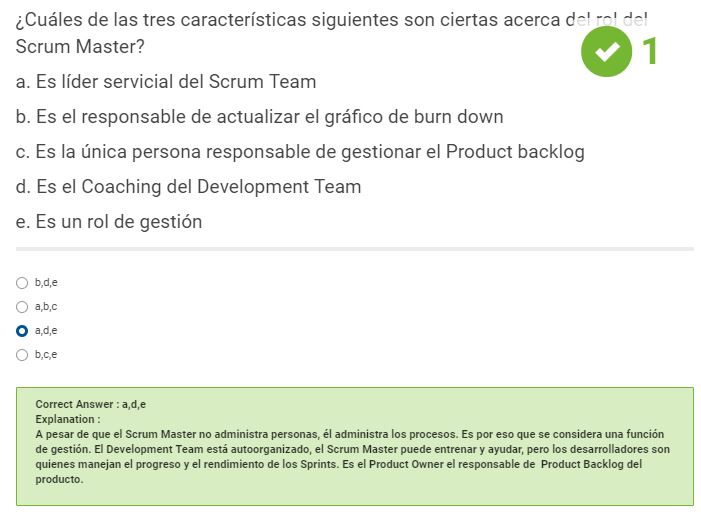 ¿Cuáles de las tres características siguientes son ciertas acerca del rol del
Scrum Master?
1
a. Es líder servicial del Scrum Team
b. Es el responsable de actualizar el gráfico de burn down
c. Es la única persona responsable de gestionar el Product backlog
d. Es el Coaching del Development Team
e. Es un rol de gestión
b,d,e
a,b,c
a,d,e
b,c,e
Correct Answer : a,d,e
Explanation :
A pesar de que el Scrum Master no administra personas, él administra los procesos. Es por eso que se considera una función
de gestión. El Development Team está autoorganizado, el Scrum Master puede entrenar y ayudar, pero los desarrolladores son
quienes manejan el progreso y el rendimiento de los Sprints. Es el Product Owner el responsable de Product Backlog del
producto.